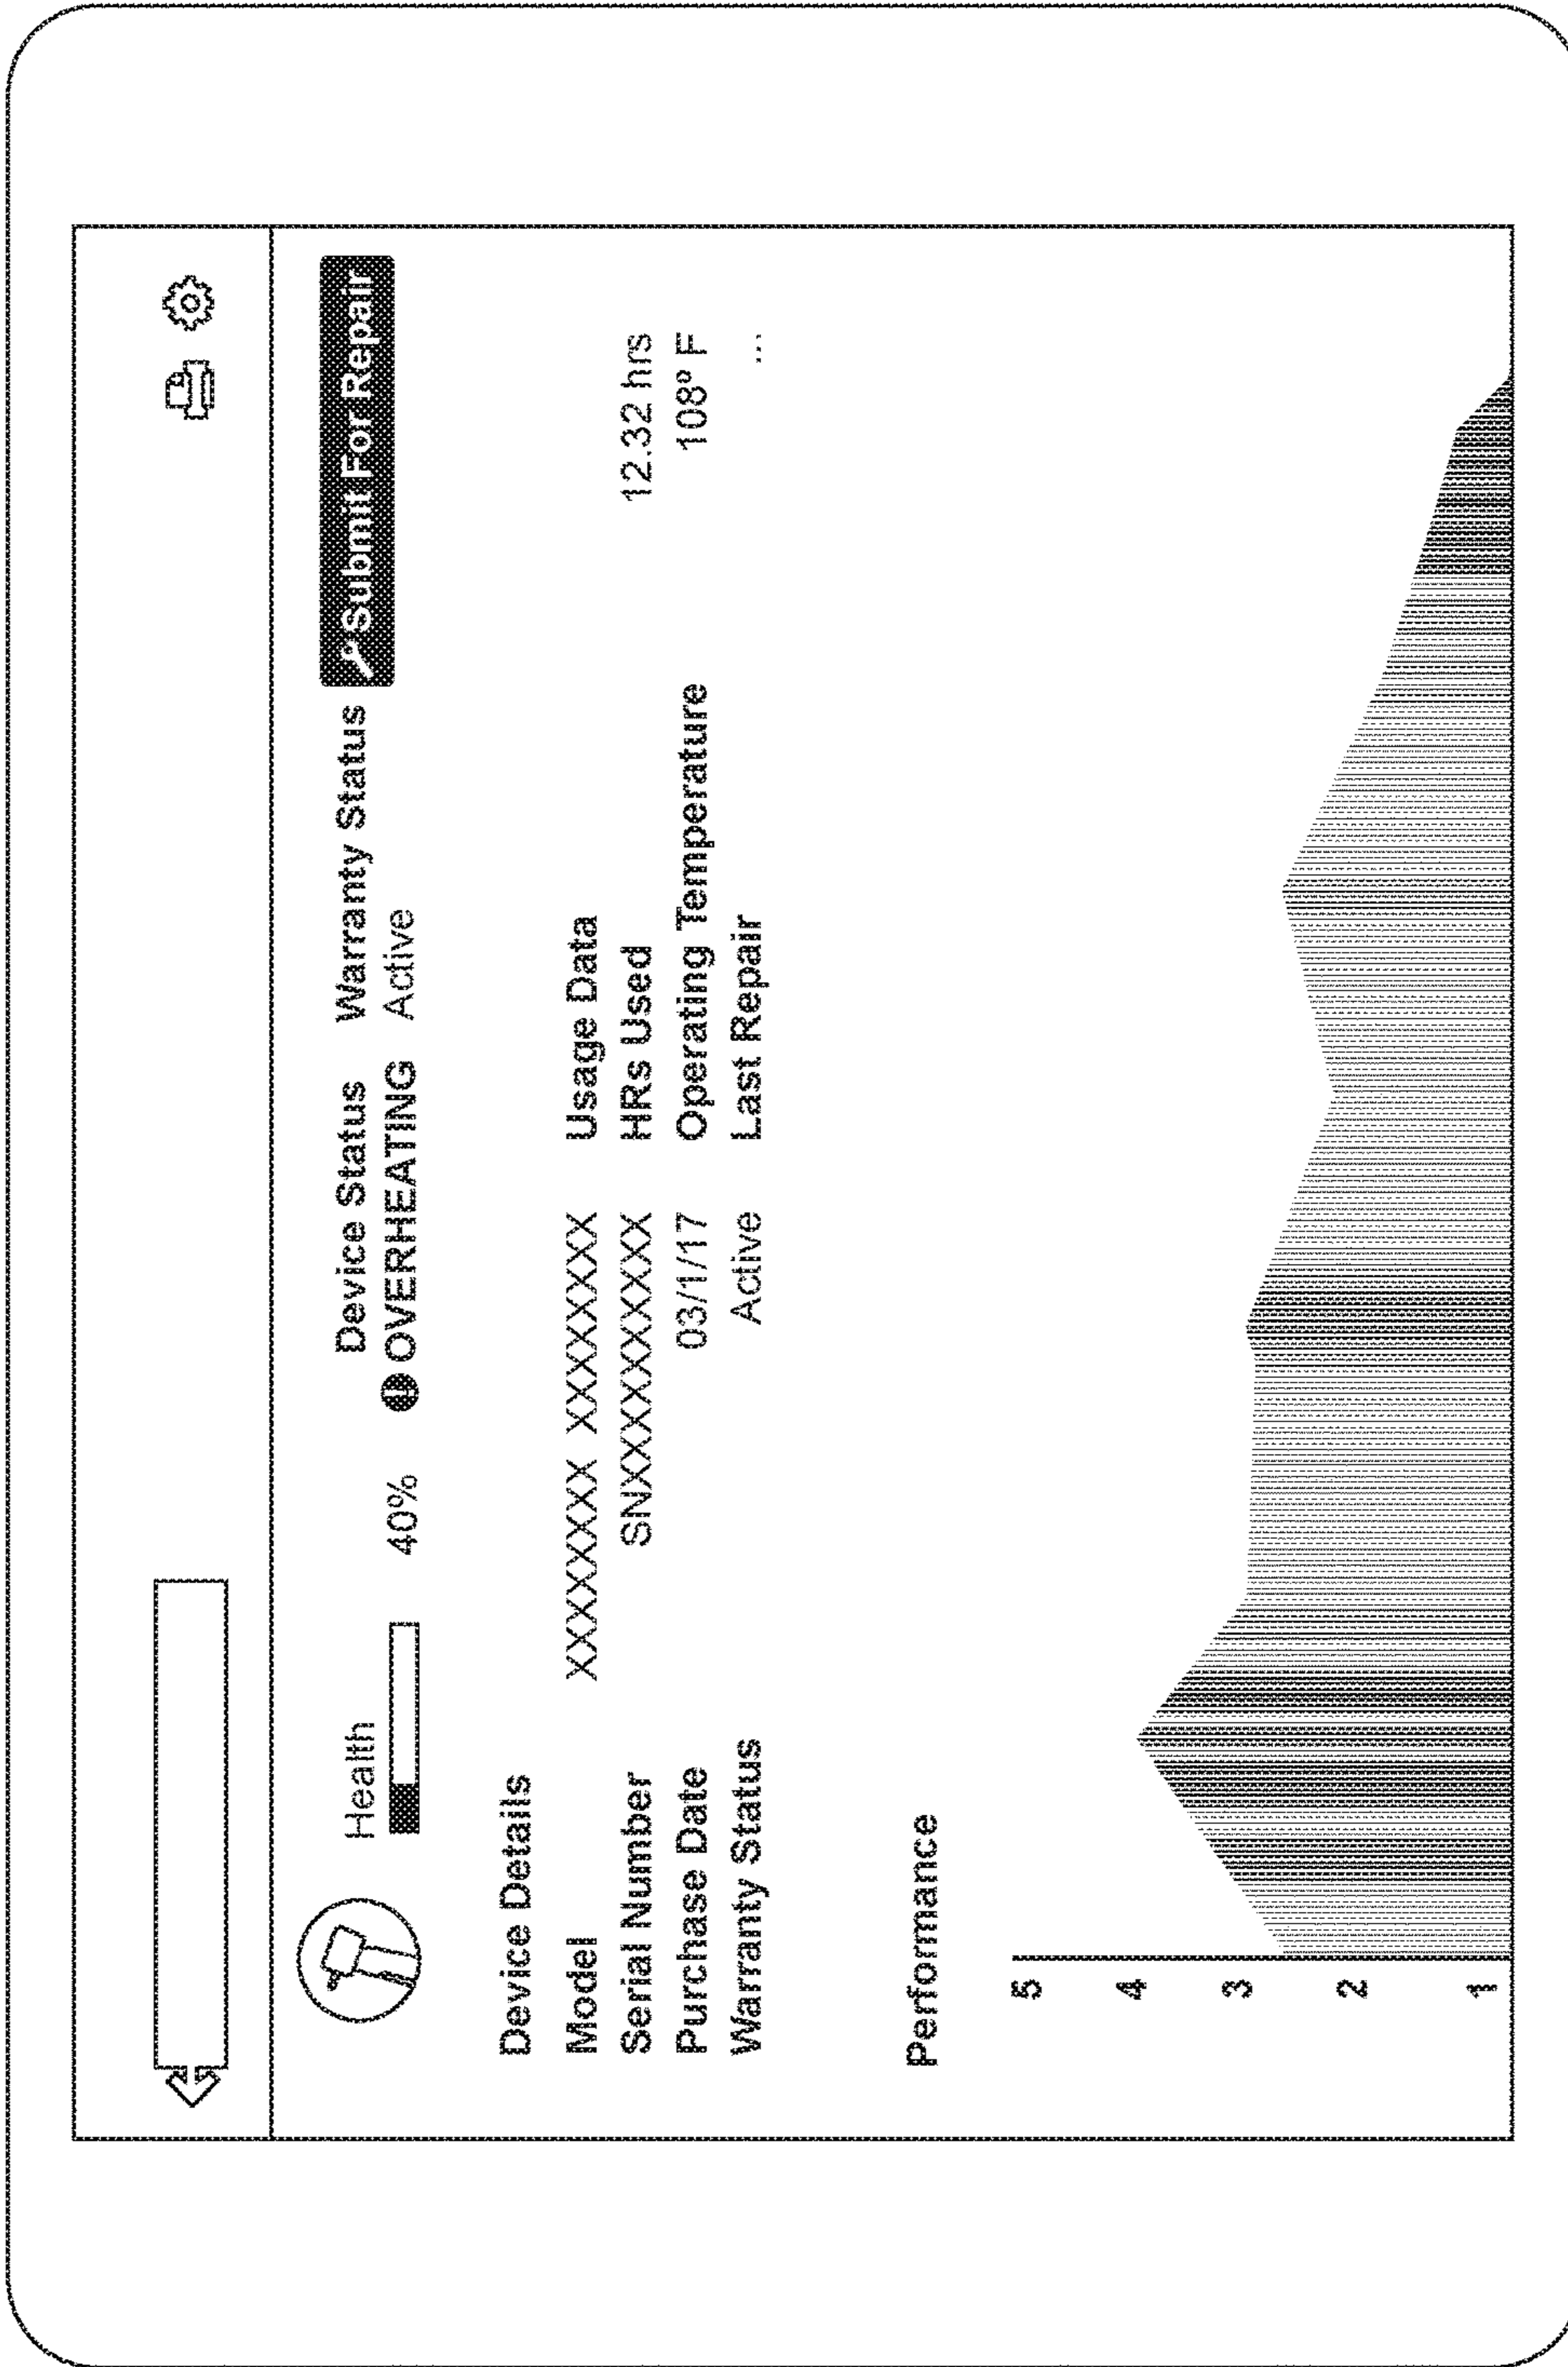 Health
Device Status Warranty Status
Submit For Repair
40% OVERHEATING Active
Device Details
Model XXXXXXXX XXXXXXXX Usage Data
Serial Number SNXXXXXXXXXXX HRs Used 12.32 hrs
Purchase Date 03/1/17 Operating Temperature 108º F
Warranty Status Active Last Repair ...
Performance
5
4
3
2
1